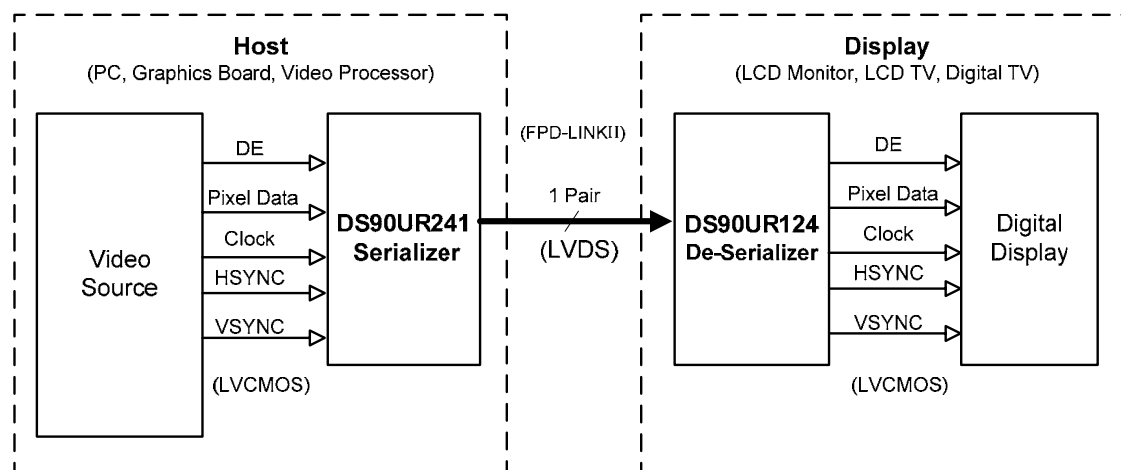 Host
(PC, Graphics Board, Video Processor)
Video
Source
DE
Pixel Data
Clock
HSYNC
VSYNC
(LVCMOS)
DS90UR241
Serializer
(FPD-LINKII)
1 Pair
(LVDS)
Display
(LCD Monitor, LCD TV, Digital TV)
DS90UR124
De-Serializer
DE
Pixel Data
Clock
HSYNC
VSYNC
(LVCMOS)
Digital
Display